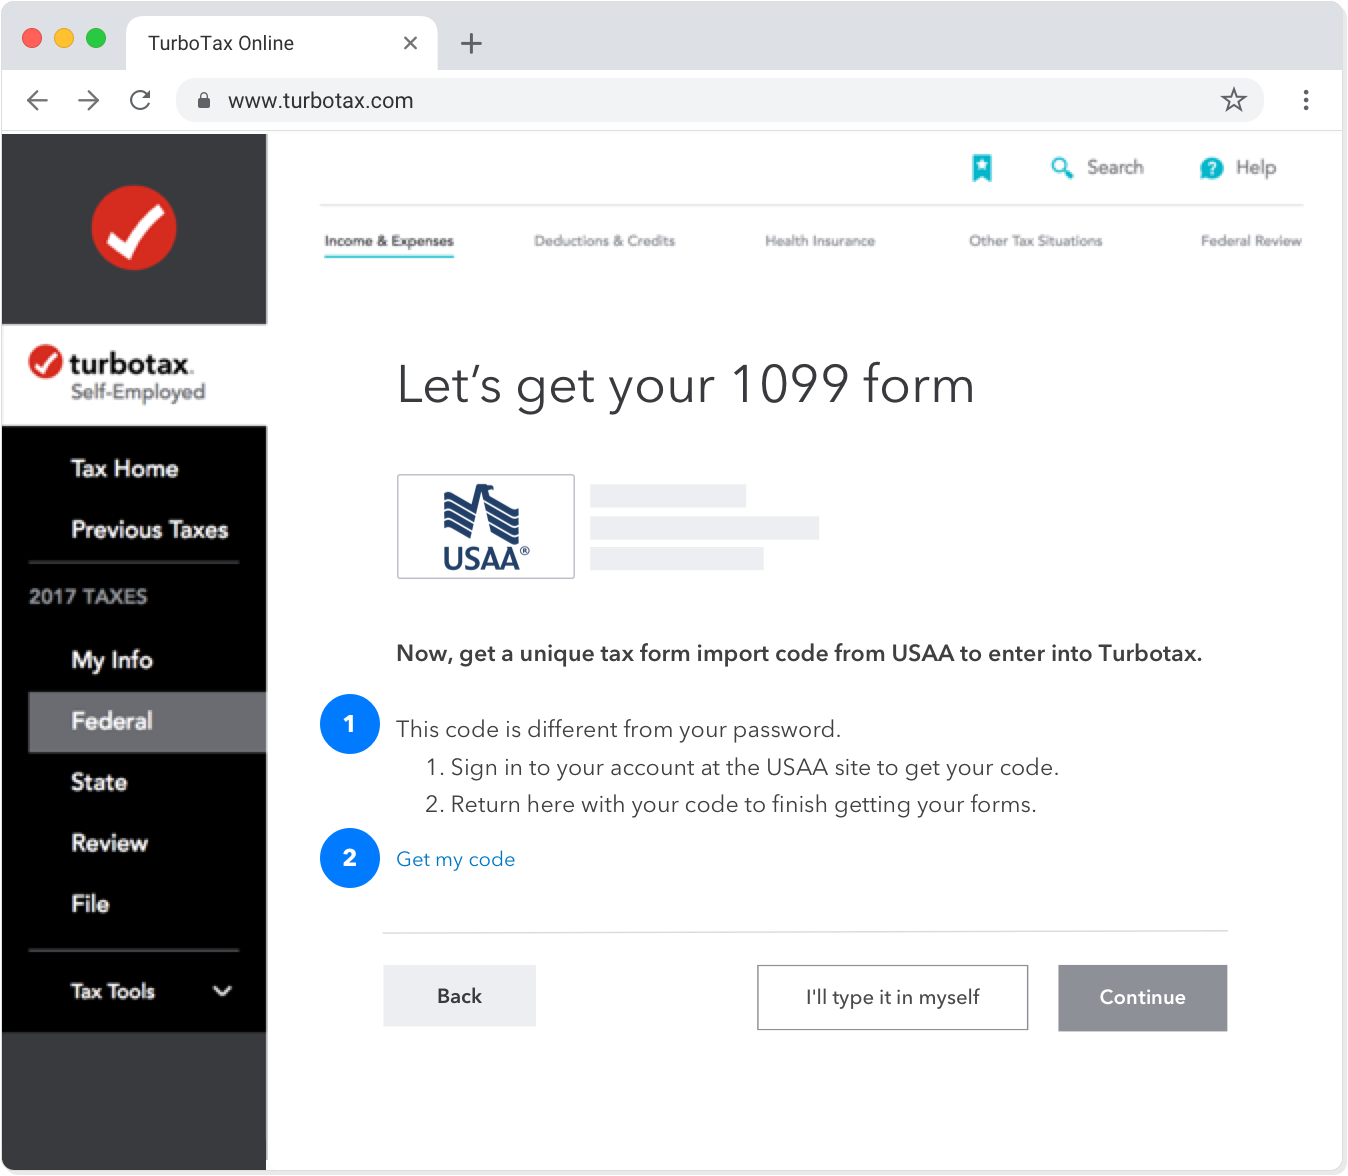 TurboTax Online
www.turbotax.com
Search
Help
Income & Expenses
Deductions & Credits
Health Insurance
Other Tax Situations
Federal Review
turbotax.
Self-Employed
Tax Home
Previous Taxes
2017 TAXES
My Info
Federal
State
Review
File
Tax Tools
Let's get your 1099 form
USAA®
Now, get a unique tax form import code from USAA to enter into Turbotax.
1
This code is different from your password.
1. Sign in to your account at the USAA site to get your code.
2. Return here with your code to finish getting your forms.
2
Get my code
Back
I'll type it in myself
Continue